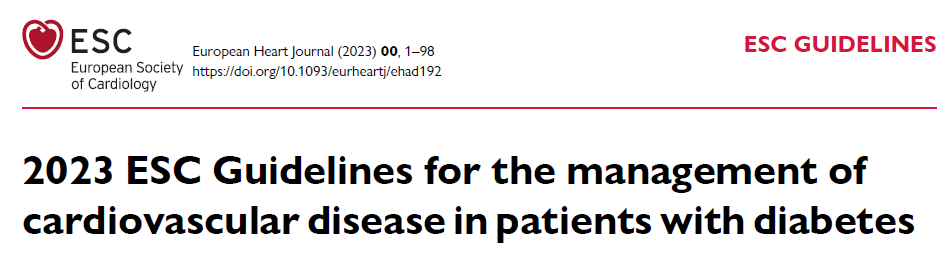 ESC
European Society
of Cardiology
European Heart Journal (2023) 00, 1–98
https://doi.org/10.1093/eurheartj/ehad192
ESC GUIDELINES
2023 ESC Guidelines for the management of
cardiovascular disease in patients with diabetes